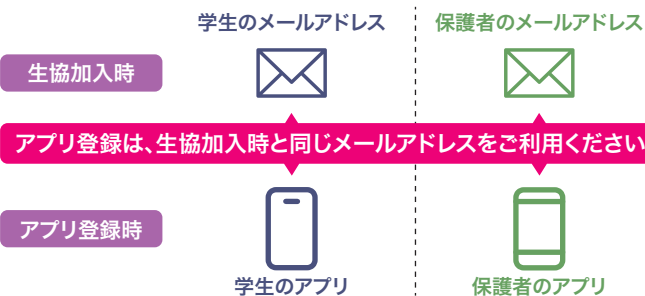 学生のメールアドレス
保護者のメールアドレス
生協加入時
アプリ登録は、生協加入時と同じメールアドレスをご利用ください
アプリ登録時
学生のアプリ
保護者のアプリ